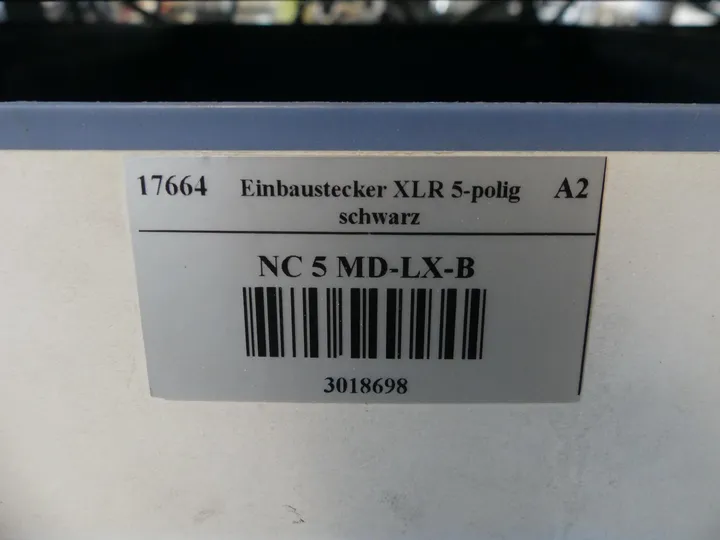 17664 Einbaustecker XLR 5-polig A2
schwarz
NC 5 MD-LX-B
3018698